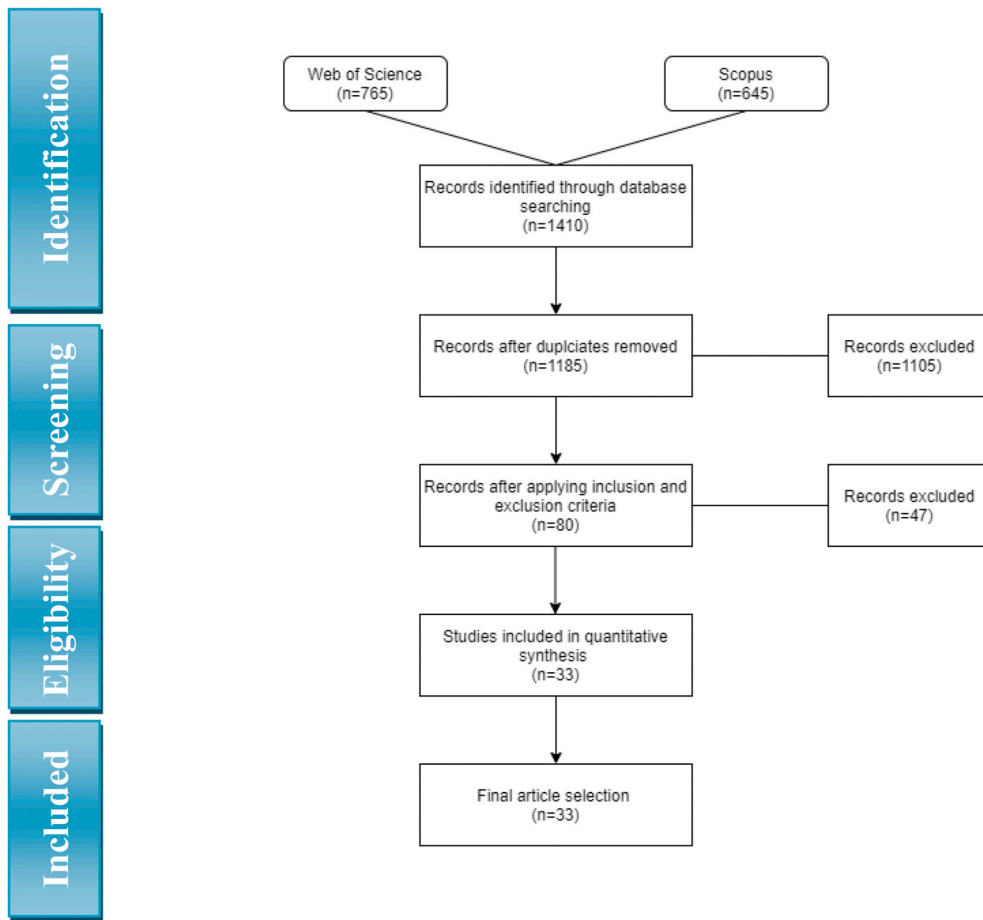 Identification
Web of Science
(n=765)
Scopus
(n=645)
Records identified through database
searching
(n=1410)
Screening
Records after duplciates removed
(n=1185)
Records excluded
(n=1105)
Records after applying inclusion and
exclusion criteria
(n=80)
Records excluded
(n=47)
Eligibility
Studies included in quantitative
synthesis
(n=33)
Included
Final article selection
(n=33)